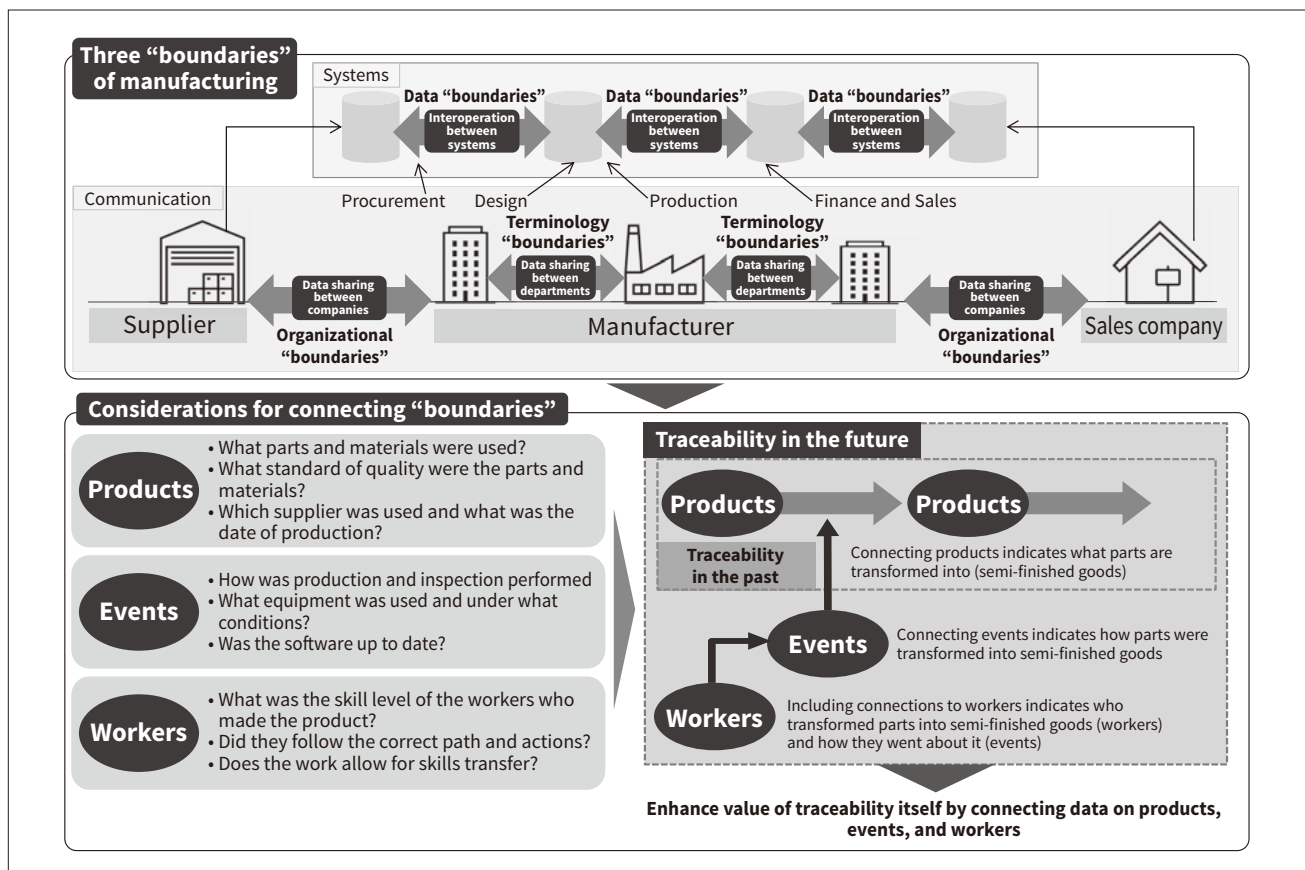 Three “boundaries”
of manufacturing
Systems
Data “boundaries”
Interoperation
between
systems
Data “boundaries”
Interoperation
between
systems
Data “boundaries”
Interoperation
between
systems
Communication
Procurement
Design
Production
Finance and Sales
Terminology
“boundaries”
Data sharing
between
departments
Terminology
“boundaries”
Data sharing
between
departments
Data sharing
between
companies
Organizational
“boundaries”
Data sharing
between
companies
Organizational
“boundaries”
Supplier
Manufacturer
Sales company
Considerations for connecting “boundaries”
Products
• What parts and materials were used?
• What standard of quality were the parts and
materials?
• Which supplier was used and what was the
date of production?
Events
• How was production and inspection performed
• What equipment was used and under what
conditions?
• Was the software up to date?
Workers
• What was the skill level of the workers who
made the product?
• Did they follow the correct path and actions?
• Does the work allow for skills transfer?
Traceability in the future
Products
Products
Traceability
in the past
Connecting products indicates what parts are
transformed into (semi-finished goods)
Events
Connecting events indicates how parts were
transformed into semi-finished goods
Workers
Including connections to workers indicates who
transformed parts into semi-finished goods (workers)
and how they went about it (events)
Enhance value of traceability itself by connecting data on products,
events, and workers